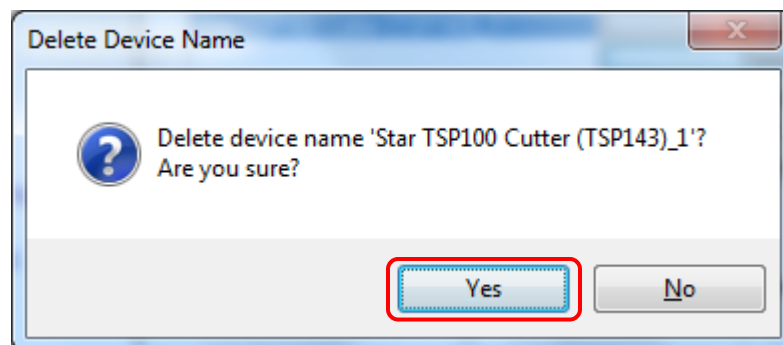 Delete Device Name
Delete device name 'Star TSP100 Cutter (TSP143)_1'?
Are you sure?
Yes
No